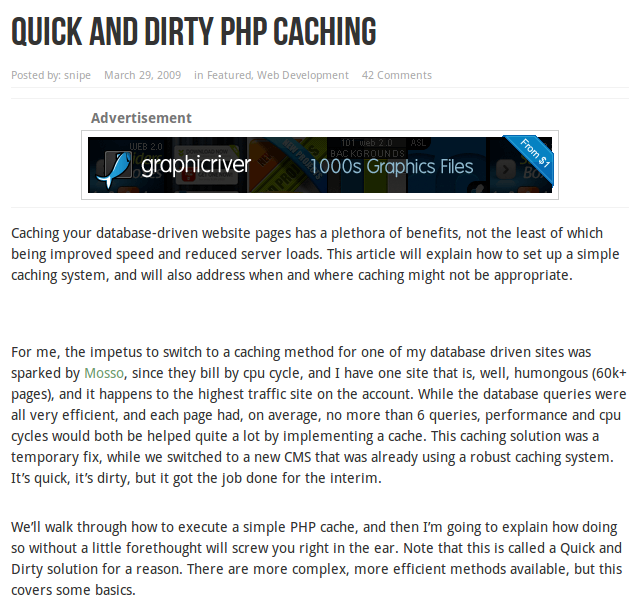 QUICK AND DIRTY PHP CACHING
Posted by: snipe March 29, 2009 in Featured, Web Development 42 Comments
Advertisement
WEB 2.0
101 web 2.0
ASL
BACKGROUNDS
From $1
graphicriver
1000s Graphics Files
Caching your database-driven website pages has a plethora of benefits, not the least of which
being improved speed and reduced server loads. This article will explain how to set up a simple
caching system, and will also address when and where caching might not be appropriate.
For me, the impetus to switch to a caching method for one of my database driven sites was
sparked by Mosso, since they bill by cpu cycle, and I have one site that is, well, humongous (60k+
pages), and it happens to the highest traffic site on the account. While the database queries were
all very efficient, and each page had, on average, no more than 6 queries, performance and cpu
cycles would both be helped quite a lot by implementing a cache. This caching solution was a
temporary fix, while we switched to a new CMS that was already using a robust caching system.
It’s quick, it’s dirty, but it got the job done for the interim.
We’ll walk through how to execute a simple PHP cache, and then I’m going to explain how doing
so without a little forethought will screw you right in the ear. Note that this is called a Quick and
Dirty solution for a reason. There are more complex, more efficient methods available, but this
covers some basics.